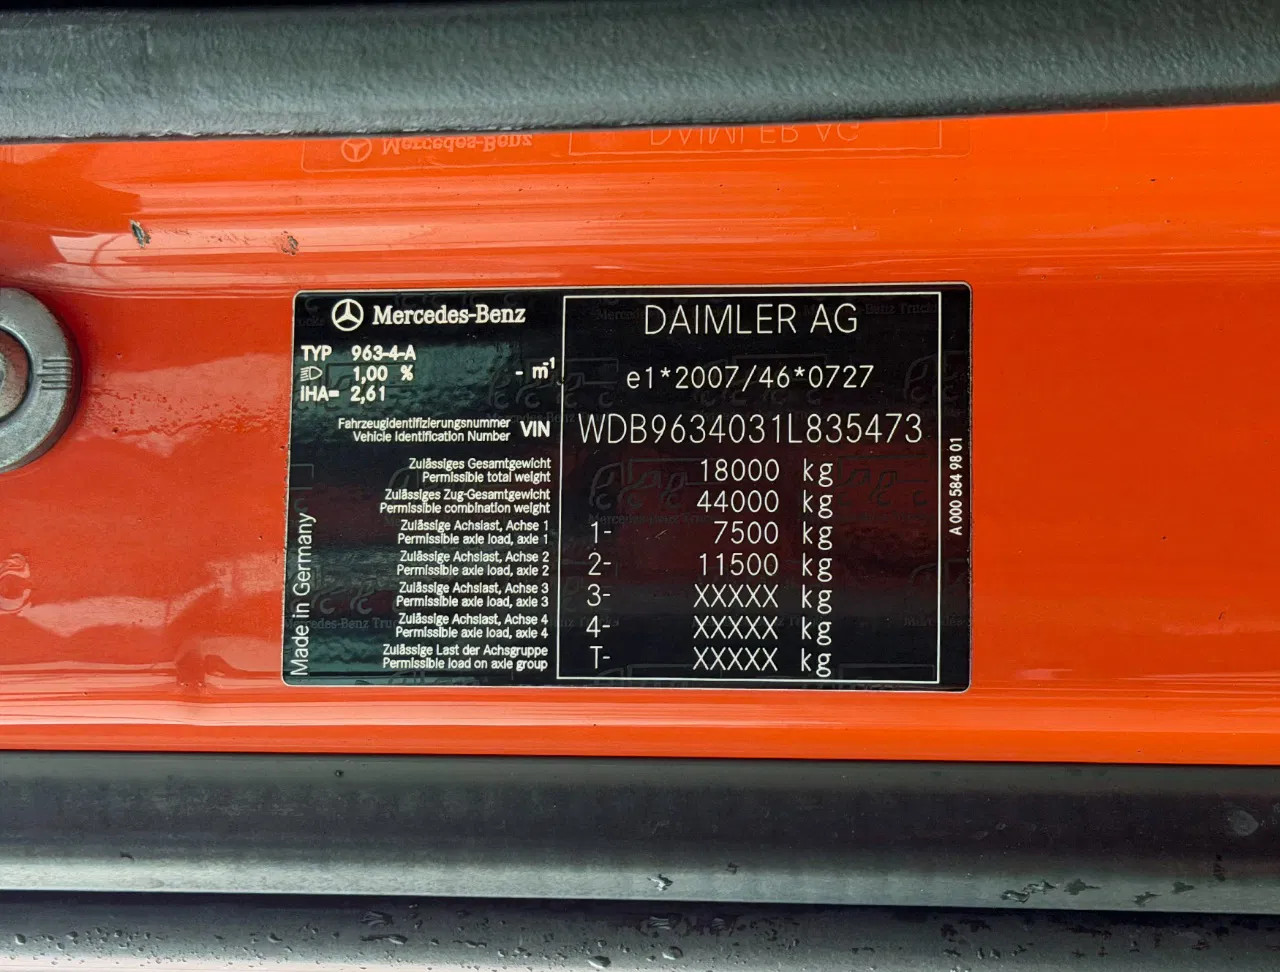 Mercedes-Benz
DAIMLER AG
TYP 963-4-A
1,00 % - m-1
iHA= 2,61
e1*2007/46*0727
Fahrzeugidentifizierungsnummer
Vehicle Identification Number VIN WDB9634031L835473
Zulässiges Gesamtgewicht
Permissible total weight 18000 kg
Zulässiges Zug-Gesamtgewicht
Permissible combination weight 44000 kg
Zulässige Achslast, Achse 1
Permissible axle load, axle 1 1- 7500 kg
Zulässige Achslast, Achse 2
Permissible axle load, axle 2 2- 11500 kg
Zulässige Achslast, Achse 3
Permissible axle load, axle 3 3- XXXXX kg
Zulässige Achslast, Achse 4
Permissible axle load, axle 4 4- XXXXX kg
Zulässige Last der Achsgruppe
Permissible load on axle group T- XXXXX kg
Made in Germany
A 000 584 98 01